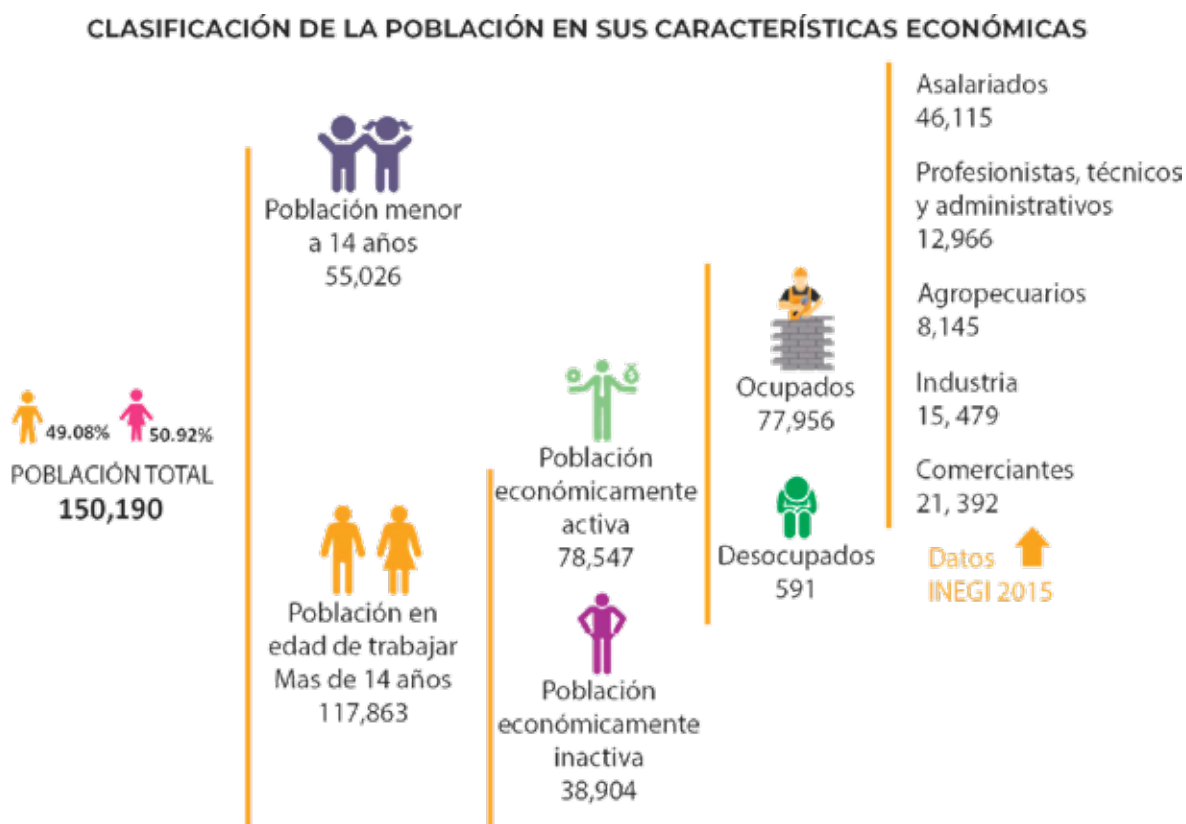 CLASIFICACIÓN DE LA POBLACIÓN EN SUS CARACTERÍSTICAS ECONÓMICAS
49.08%
50.92%
POBLACIÓN TOTAL
150,190
Población menor
a 14 años
55,026
Población en
edad de trabajar
Mas de 14 años
117,863
Población
económicamente
activa
78,547
Población
económicamente
inactiva
38,904
Ocupados
77,956
Desocupados
591
Asalariados
46,115
Profesionistas, técnicos
y administrativos
12,966
Agropecuarios
8,145
Industria
15, 479
Comerciantes
21, 392
Datos
INEGI 2015